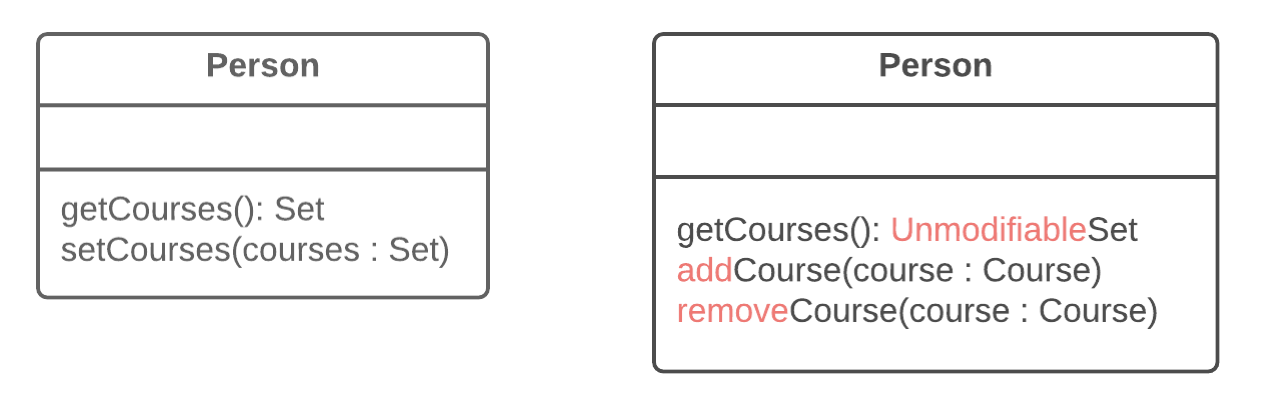 Person
getCourses(): Set
setCourses(courses : Set)
Person
getCourses(): UnmodifiableSet
addCourse(course : Course)
removeCourse(course : Course)